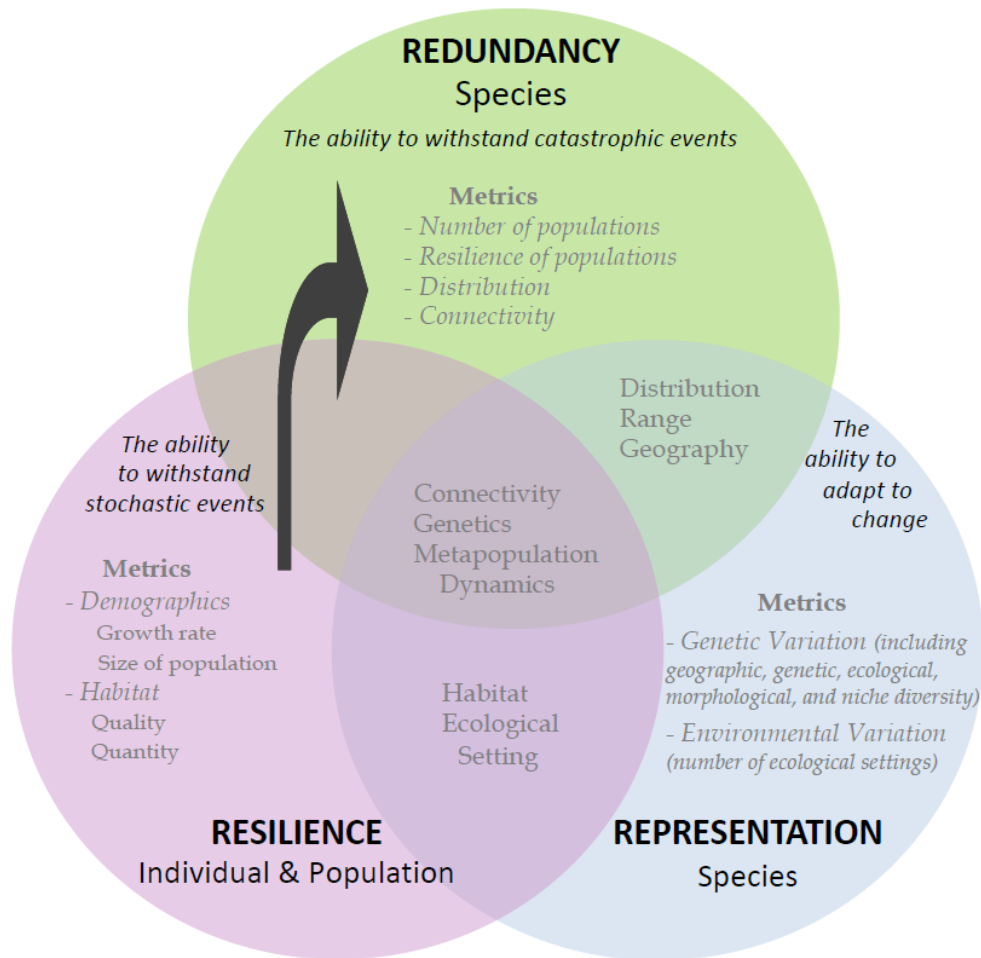 REDUNDANCY
Species
The ability to withstand catastrophic events
Metrics
- Number of populations
- Resilience of populations
- Distribution
- Connectivity
Distribution
Range
Geography
The ability
to withstand
stochastic events
The
ability to
adapt to
change
Connectivity
Genetics
Metapopulation
Dynamics
Metrics
- Demographics
Growth rate
Size of population
- Habitat
Quality
Quantity
Metrics
- Genetic Variation (including
geographic, genetic, ecological,
morphological, and niche diversity)
- Environmental Variation
(number of ecological settings)
Habitat
Ecological
Setting
RESILIENCE
Individual & Population
REPRESENTATION
Species